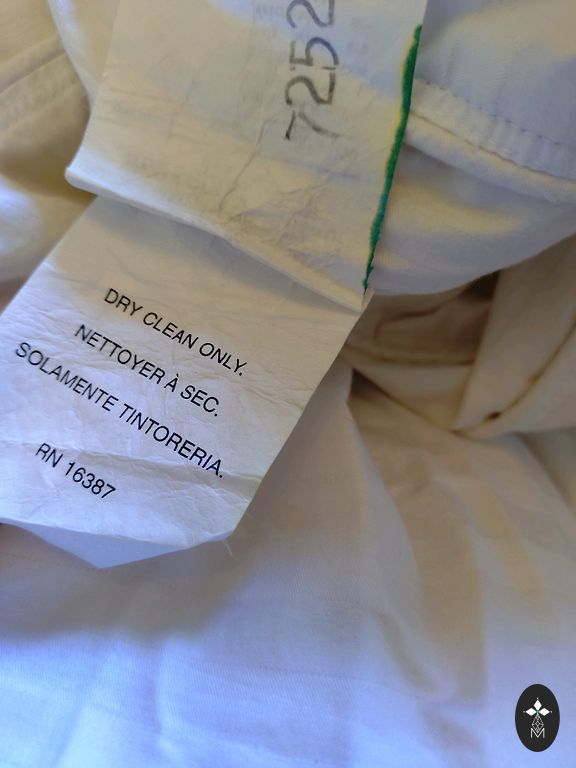 7252
DRY CLEAN ONLY.
NETTOYER À SEC.
SOLAMENTE TINTORERIA.
RN 16387
M